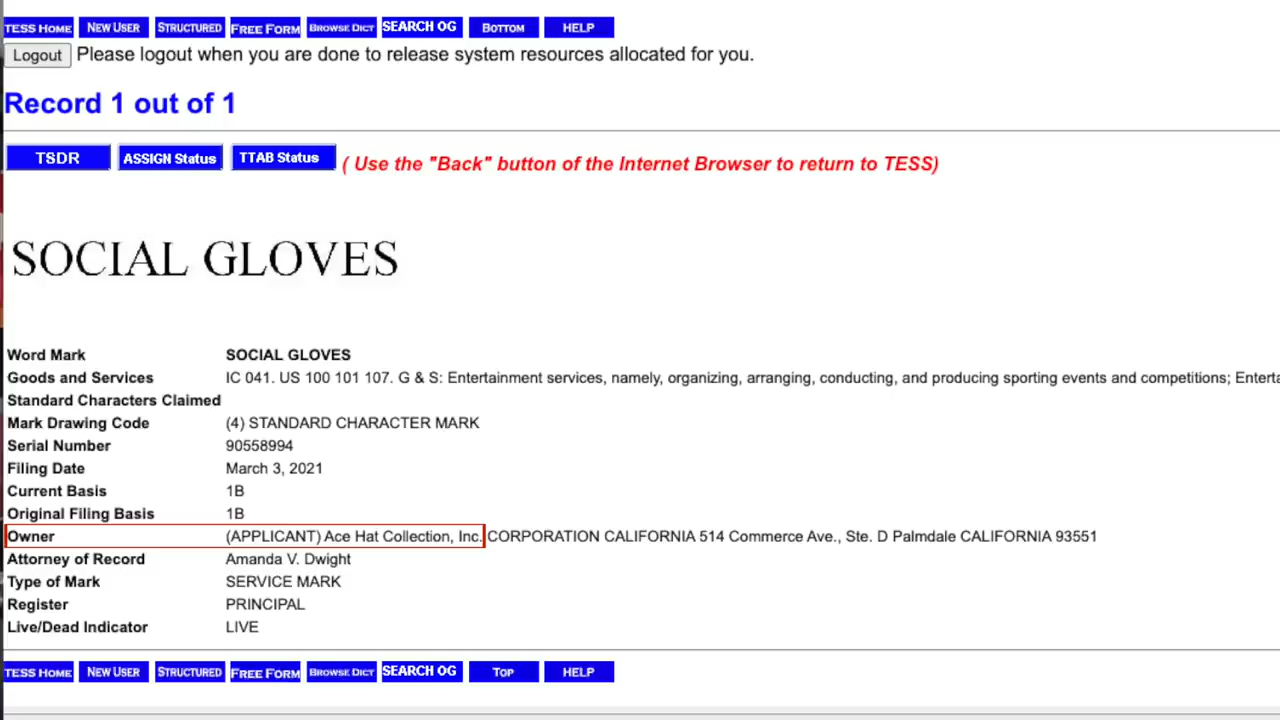 TESS HOME NEW USER STRUCTURED FREE FORM BROWSE DICT SEARCH OG BOTTOM HELP
Logout Please logout when you are done to release system resources allocated for you.
Record 1 out of 1
TSDR ASSIGN Status TTAB Status ( Use the "Back" button of the Internet Browser to return to TESS)
SOCIAL GLOVES
Word Mark SOCIAL GLOVES
Goods and Services IC 041. US 100 101 107. G & S: Entertainment services, namely, organizing, arranging, conducting, and producing sporting events and competitions; Enterta
Standard Characters Claimed
Mark Drawing Code (4) STANDARD CHARACTER MARK
Serial Number 90558994
Filing Date March 3, 2021
Current Basis 1B
Original Filing Basis 1B
Owner (APPLICANT) Ace Hat Collection, Inc. CORPORATION CALIFORNIA 514 Commerce Ave., Ste. D Palmdale CALIFORNIA 93551
Attorney of Record Amanda V. Dwight
Type of Mark SERVICE MARK
Register PRINCIPAL
Live/Dead Indicator LIVE
TESS HOME NEW USER STRUCTURED FREE FORM BROWSE DICT SEARCH OG TOP HELP